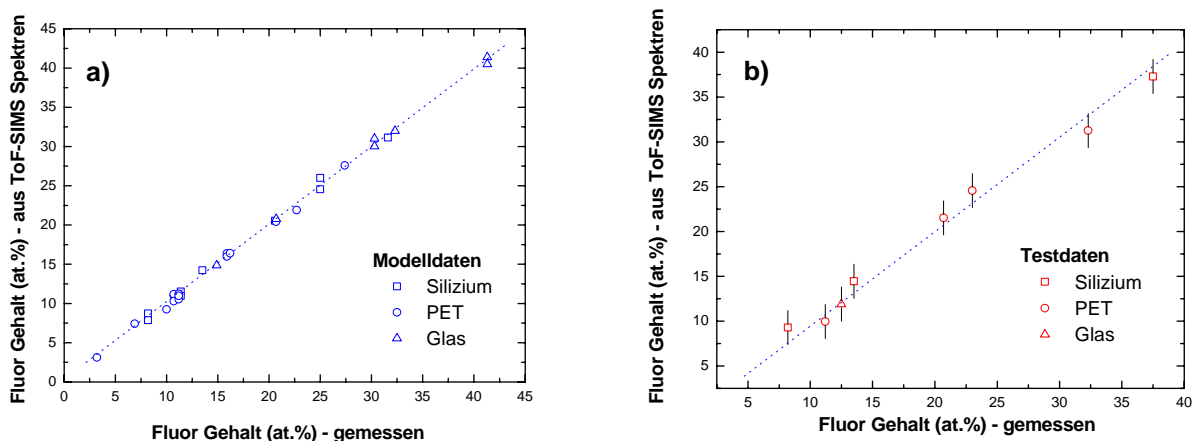 a)
Fluor Gehalt (at.%) - aus ToF-SIMS Spektren
45
40
35
30
25
20
15
10
5
0
Modelldaten
Silizium
PET
Glas
0 5 10 15 20 25 30 35 40 45
Fluor Gehalt (at.%) - gemessen
b)
Fluor Gehalt (at.%) - aus ToF-SIMS Spektren
40
35
30
25
20
15
10
5
Testdaten
Silizium
PET
Glas
5 10 15 20 25 30 35 40
Fluor Gehalt (at.%) - gemessen